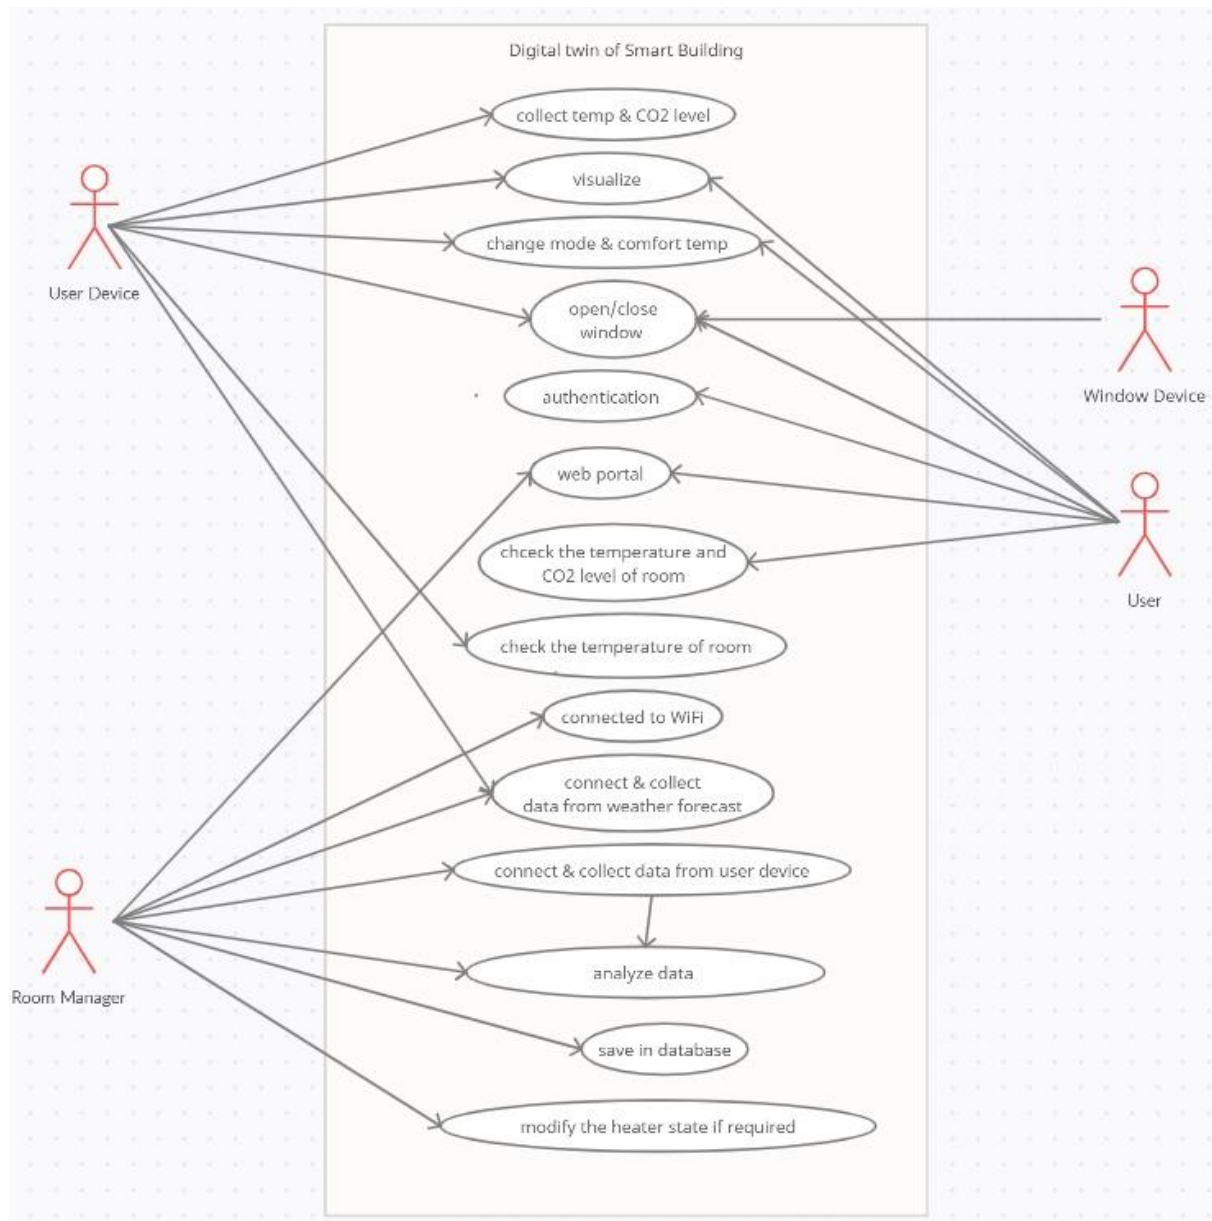 Digital twin of Smart Building
collect temp & CO2 level
visualize
change mode & comfort temp
User Device
open/close
window
Window Device
authentication
web portal
chceck the temperature and
CO2 level of room
User
check the temperature of room
connected to WiFi
connect & collect
data from weather forecast
connect & collect data from user device
analyze data
Room Manager
save in database
modify the heater state if required